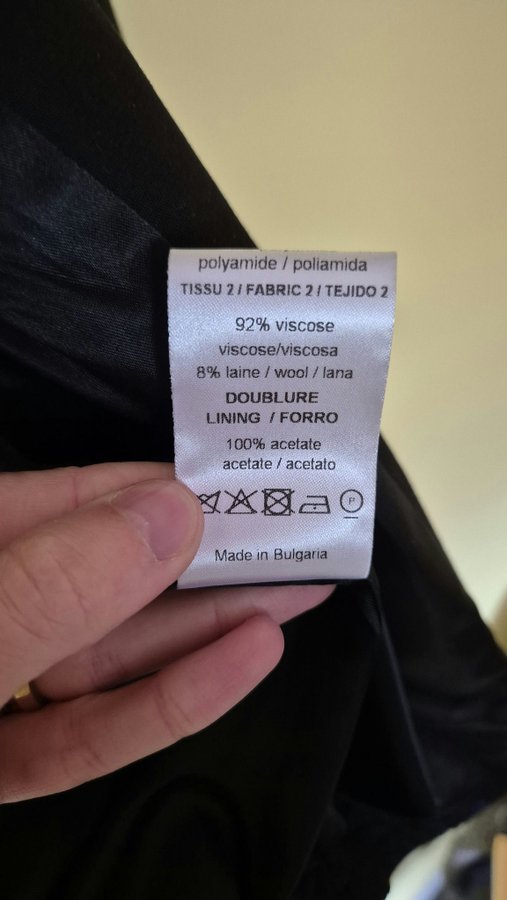 polyamide / poliamida
TISSU 2 / FABRIC 2 / TEJIDO 2
92% viscose
viscose/viscosa
8% laine / wool / lana
DOUBLURE
LINING / FORRO
100% acetate
acetate / acetato
P
Made in Bulgaria